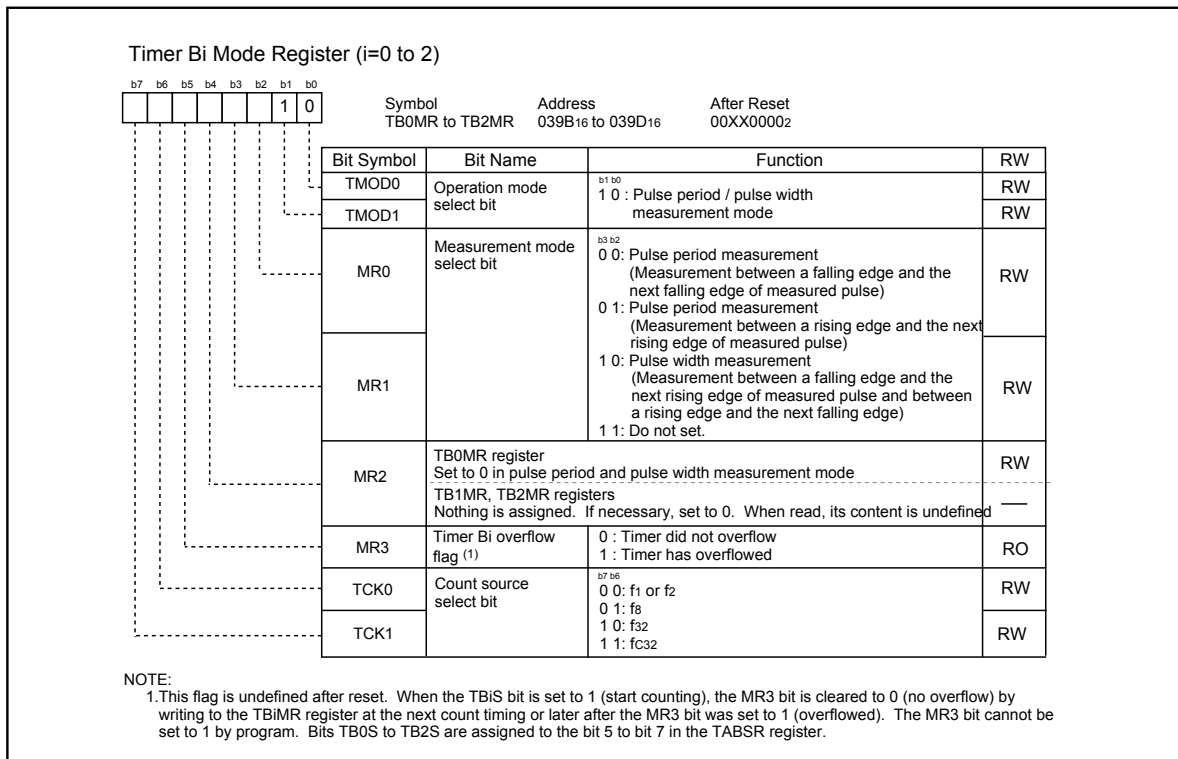 Timer Bi Mode Register (i=0 to 2)
b7 b6 b5 b4 b3 b2 b1 b0
1 0
Symbol Address After Reset
TB0MR to TB2MR 039B16 to 039D16 00XX00002
Bit Symbol Bit Name Function RW
TMOD0 Operation mode select bit b1 b0 RW
1 0 : Pulse period / pulse width
TMOD1 measurement mode RW
MR0 Measurement mode select bit b3 b2 RW
0 0: Pulse period measurement
(Measurement between a falling edge and the
next falling edge of measured pulse)
0 1: Pulse period measurement
(Measurement between a rising edge and the next
rising edge of measured pulse)
MR1 1 0: Pulse width measurement RW
(Measurement between a falling edge and the
next rising edge of measured pulse and between
a rising edge and the next falling edge)
1 1: Do not set.
MR2 TB0MR register RW
Set to 0 in pulse period and pulse width measurement mode
TB1MR, TB2MR registers
Nothing is assigned. If necessary, set to 0. When read, its content is undefined —
MR3 Timer Bi overflow 0 : Timer did not overflow RO
flag (1) 1 : Timer has overflowed
TCK0 Count source select bit b7 b6 RW
0 0: f1 or f2
0 1: f8
TCK1 1 0: f32 RW
1 1: fC32
NOTE:
1.This flag is undefined after reset. When the TBiS bit is set to 1 (start counting), the MR3 bit is cleared to 0 (no overflow) by
writing to the TBiMR register at the next count timing or later after the MR3 bit was set to 1 (overflowed). The MR3 bit cannot be
set to 1 by program. Bits TB0S to TB2S are assigned to the bit 5 to bit 7 in the TABSR register.